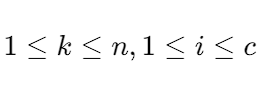 1 ≤ k ≤ n, 1 ≤ i ≤ c